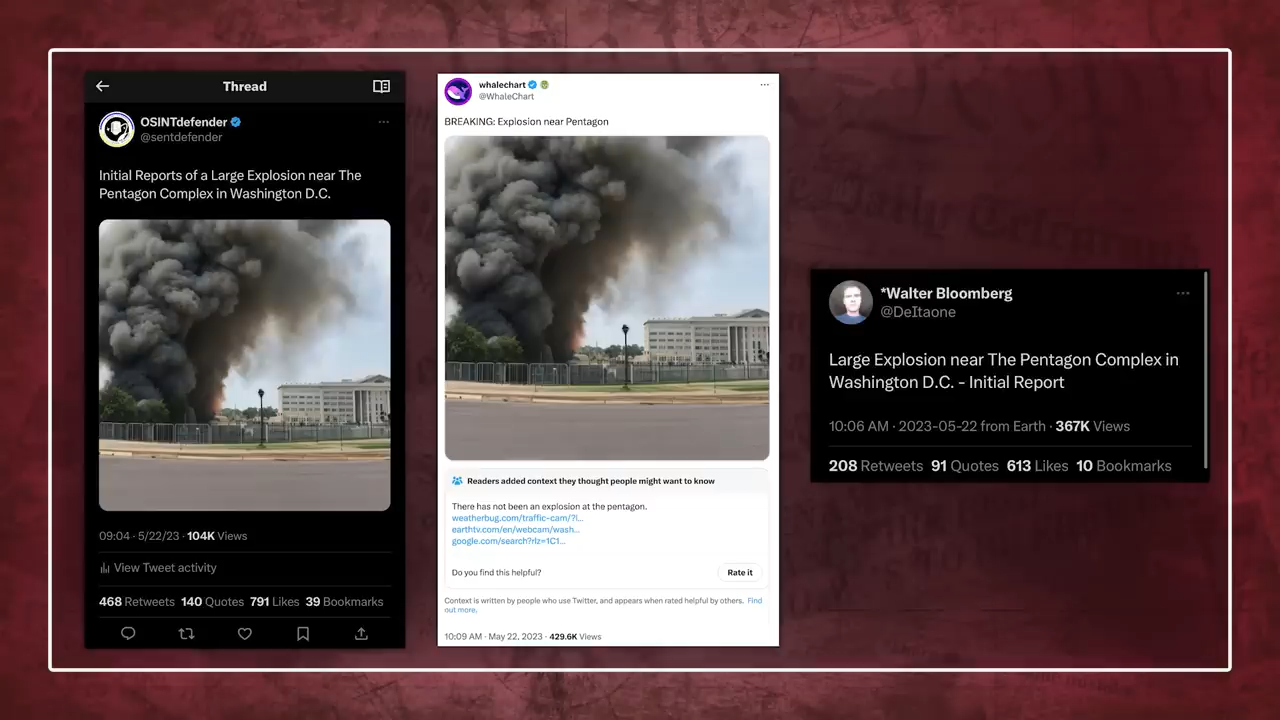 Thread
OSINTdefender
@sentdefender
Initial Reports of a Large Explosion near The
Pentagon Complex in Washington D.C.
09:04 · 5/22/23 · 104K Views
View Tweet activity
468 Retweets 140 Quotes 791 Likes 39 Bookmarks
whalechart
@WhaleChart
BREAKING: Explosion near Pentagon
Readers added context they thought people might want to know
There has not been an explosion at the pentagon.
weatherbug.com/traffic-cam/?l...
earthtv.com/en/webcam/wash...
google.com/search?rlz=1C1...
Do you find this helpful?
Rate it
Context is written by people who use Twitter, and appears when rated helpful by others. Find
out more.
10:09 AM · May 22, 2023 · 429.6K Views
Daily Telegraph
*Walter Bloomberg
@DeItaone
Large Explosion near The Pentagon Complex in
Washington D.C. - Initial Report
10:06 AM · 2023-05-22 from Earth · 367K Views
208 Retweets 91 Quotes 613 Likes 10 Bookmarks